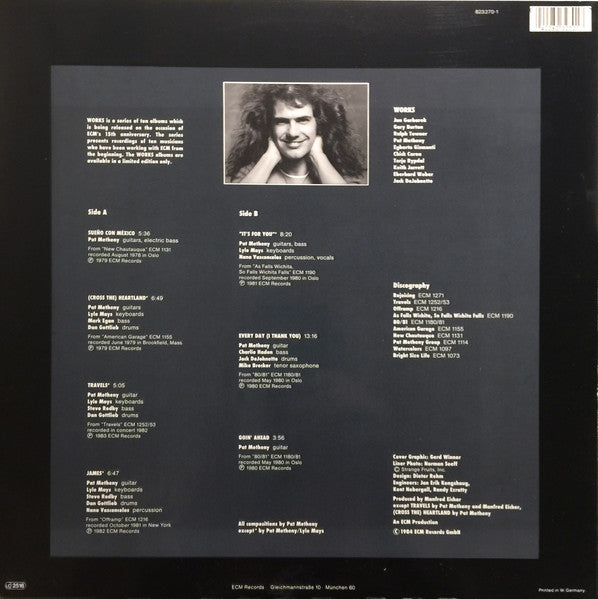 823270-1
WORKS is a series of ten albums which
is being released on the occasion of
ECM's 15th anniversary. The series
presents recordings of ten musicians
who have been working with ECM from
the beginning. The WORKS albums are
available in a limited edition only.
WORKS
Jan Garbarek
Gary Burton
Ralph Towner
Pat Metheny
Egberto Gismonti
Chick Corea
Terje Rypdal
Keith Jarrett
Eberhard Weber
Jack DeJohnette
Side A
SUEÑO CON MÉXICO 5:36
Pat Metheny guitars, electric bass
From "New Chautauqua" ECM 1131
recorded August 1978 in Oslo
℗ 1979 ECM Records
(CROSS THE) HEARTLAND* 6:49
Pat Metheny guitars
Lyle Mays keyboards
Mark Egan bass
Dan Gottlieb drums
From "American Garage" ECM 1155
recorded June 1979 in Brookfield, Mass
℗ 1979 ECM Records
TRAVELS* 5:05
Pat Metheny guitar
Lyle Mays keyboards
Steve Rodby bass
Dan Gottlieb drums
From "Travels" ECM 1252/53
recorded in concert 1982
℗ 1983 ECM Records
JAMES* 6:47
Pat Metheny guitar
Lyle Mays keyboards
Steve Rodby bass
Dan Gottlieb drums
Nana Vasconcelos percussion
From "Offramp" ECM 1216
recorded October 1981 in New York
℗ 1982 ECM Records
Side B
"IT'S FOR YOU"* 8:20
Pat Metheny guitars, bass
Lyle Mays keyboards
Nana Vasconcelos percussion, vocals
From "As Falls Wichita,
So Falls Wichita Falls" ECM 1190
recorded September 1980 in Oslo
℗ 1981 ECM Records
EVERY DAY (I THANK YOU) 13:16
Pat Metheny guitar
Charlie Haden bass
Jack DeJohnette drums
Mike Brecker tenor saxophone
From "80/81" ECM 1180/81
recorded May 1980 in Oslo
℗ 1980 ECM Records
GOIN' AHEAD 3:56
Pat Metheny guitar
From "80/81" ECM 1180/81
recorded May 1980 in Oslo
℗ 1980 ECM Records
All compositions by Pat Metheny
except* by Pat Metheny/Lyle Mays
Discography
Rejoicing ECM 1271
Travels ECM 1252/53
Offramp ECM 1216
As Falls Wichita, So Falls Wichita Falls ECM 1190
80/81 ECM 1180/81
American Garage ECM 1155
New Chautauqua ECM 1131
Pat Metheny Group ECM 1114
Watercolors ECM 1097
Bright Size Life ECM 1073
Cover Graphic: Gerd Winner
Liner Photo: Norman Seeff
© Strange Fruits, Inc.
Design: Dieter Rehm
Engineers: Jan Erik Kongshaug,
Kent Nebergall, Randy Ezratty
Produced by Manfred Eicher
except TRAVELS by Pat Metheny and Manfred Eicher,
(CROSS THE) HEARTLAND by Pat Metheny
An ECM Production
© 1984 ECM Records GmbH
LC 2516
ECM Records Gleichmannstraße 10 · München 60
Printed in W. Germany